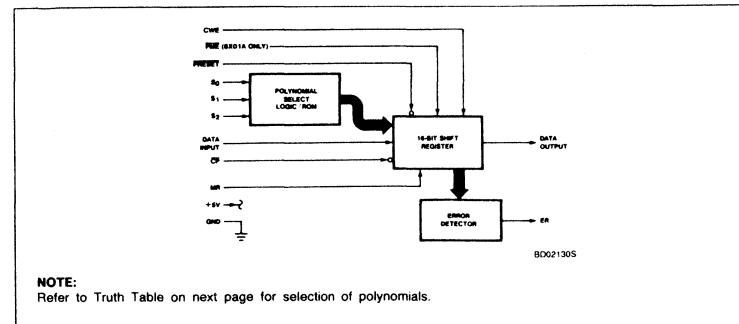 CWE
PME (8X01A ONLY)
PRESET
S0
S1
S2
POLYNOMIAL
SELECT
LOGIC/ROM
DATA
INPUT
CP
16-BIT SHIFT
REGISTER
DATA
OUTPUT
MR
+5V
GND
ERROR
DETECTOR
ER
BD02130S
NOTE:
Refer to Truth Table on next page for selection of polynomials.